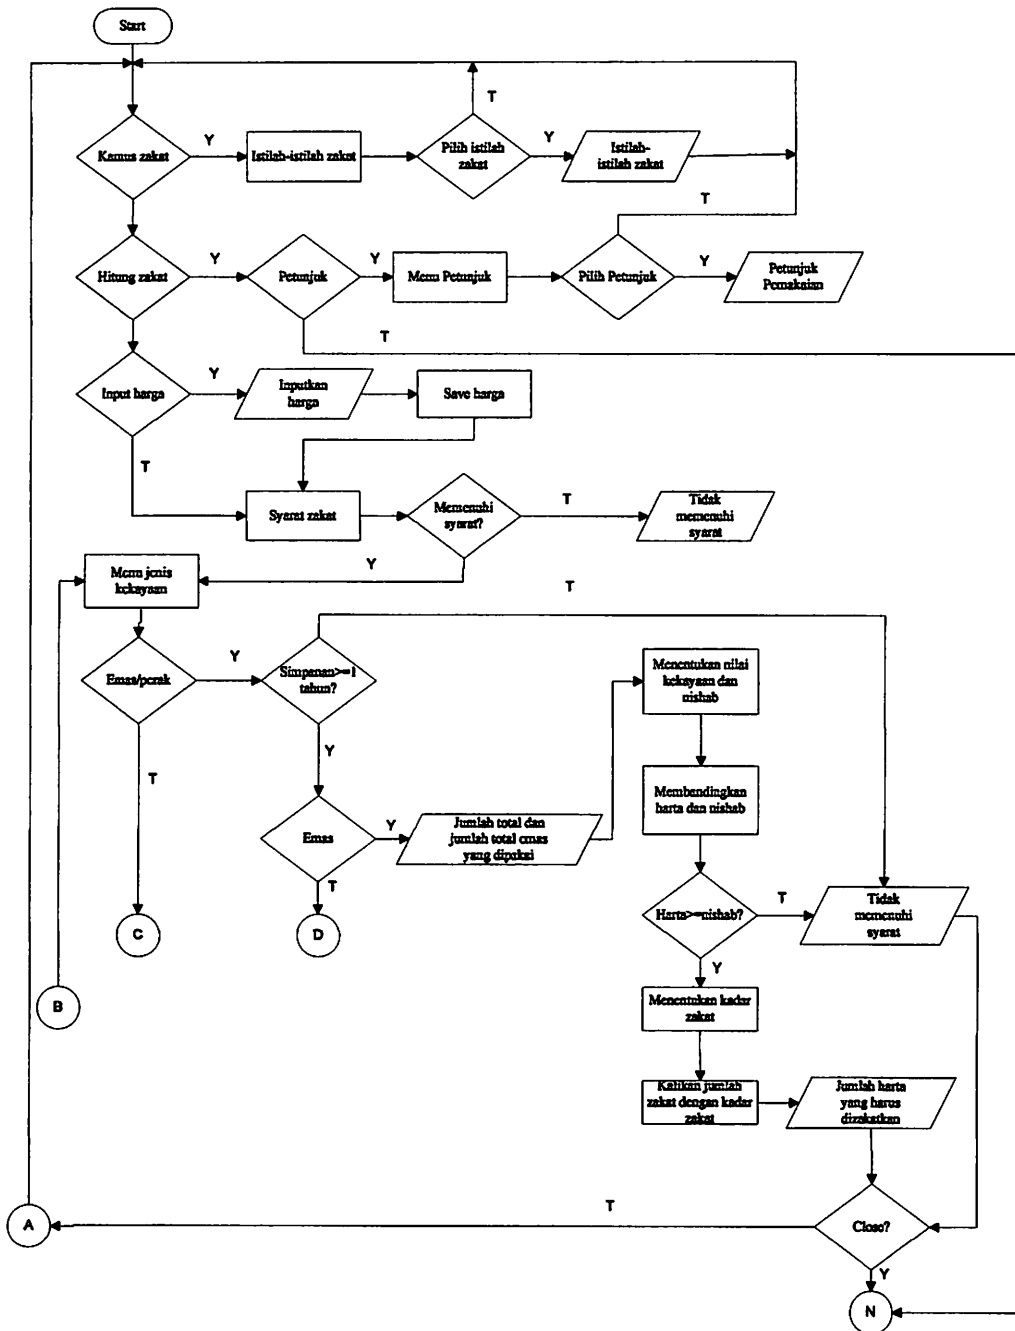 Start
T
Kamus zakat
Y
Istilah-istilah zakat
Pilih istilah
zakat
Y
Istilah-
istilah zakat
T
Hitung zakat
Y
Petunjuk
Y
Menu Petunjuk
Pilih Petunjuk
Y
Petunjuk
Pemakaian
T
Input harga
Y
Inputkan
harga
Save harga
T
Syarat zakat
Memenuhi
syarat?
T
Tidak
memenuhi
syarat
Y
Menu jenis
kekayaan
T
Emas/perak
Y
Simpanan>=1
tahun?
Menentukan nilai
kekayaan dan
nishab
T
Y
Membandingkan
harta dan nishab
Emas
Y
Jumlah total dan
jumlah total emas
yang dipakai
T
C
D
Harta>=nishab?
T
Tidak
memenuhi
syarat
Y
B
Menentukan kadar
zakat
Kalikan jumlah
zakat dengan kadar
zakat
Jumlah harta
yang harus
dizakatkan
A
T
Close?
Y
N